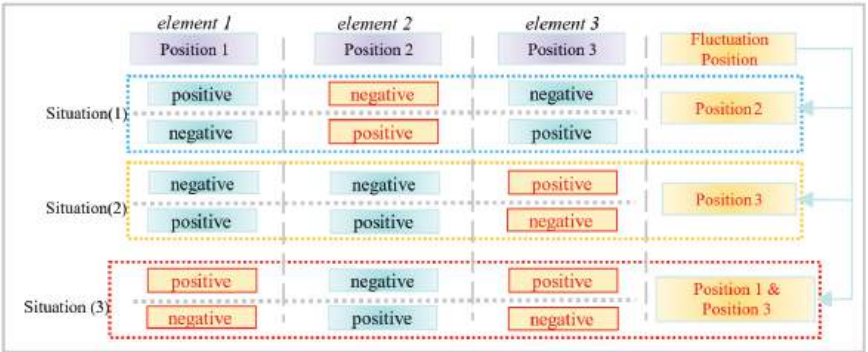 element 1 element 2 element 3
Position 1 Position 2 Position 3 Fluctuation
Position
positive negative negative
Situation(1) Position 2
negative positive positive
negative negative positive
Situation(2) Position 3
positive positive negative
positive negative positive
Situation (3) Position 1 &
Position 3
negative positive negative